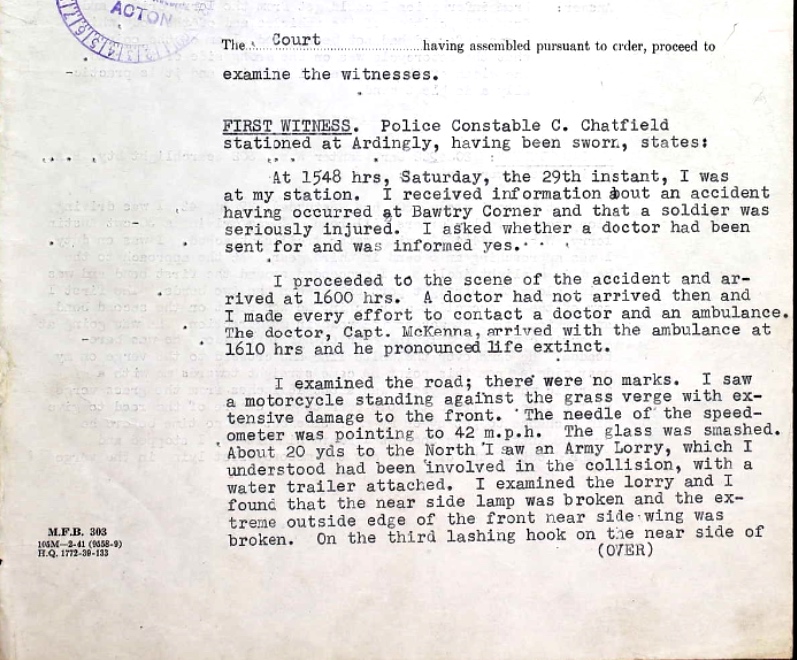 ACTON
The Court having assembled pursuant to order, proceed to
examine the witnesses.
FIRST WITNESS. Police Constable C. Chatfield
stationed at Ardingly, having been sworn, states:
At 1548 hrs, Saturday, the 29th instant, I was
at my station. I received information about an accident
having occurred at Bawtry Corner and that a soldier was
seriously injured. I asked whether a doctor had been
sent for and was informed yes.
I proceeded to the scene of the accident and ar-
rived at 1600 hrs. A doctor had not arrived then and
I made every effort to contact a doctor and an ambulance.
The doctor, Capt. McKenna, arrived with the ambulance at
1610 hrs and he pronounced life extinct.
I examined the road; there were no marks. I saw
a motorcycle standing against the grass verge with ex-
tensive damage to the front. The needle of the speed-
ometer was pointing to 42 m.p.h. The glass was smashed.
About 20 yds to the North I saw an Army Lorry, which I
understood had been involved in the collision, with a
water trailer attached. I examined the lorry and I
found that the near side lamp was broken and the ex-
treme outside edge of the front near side wing was
broken. On the third lashing hook on the near side of
(OVER)
M.F.B. 303
105M—2-41 (9558-9)
H.Q. 1772-39-133